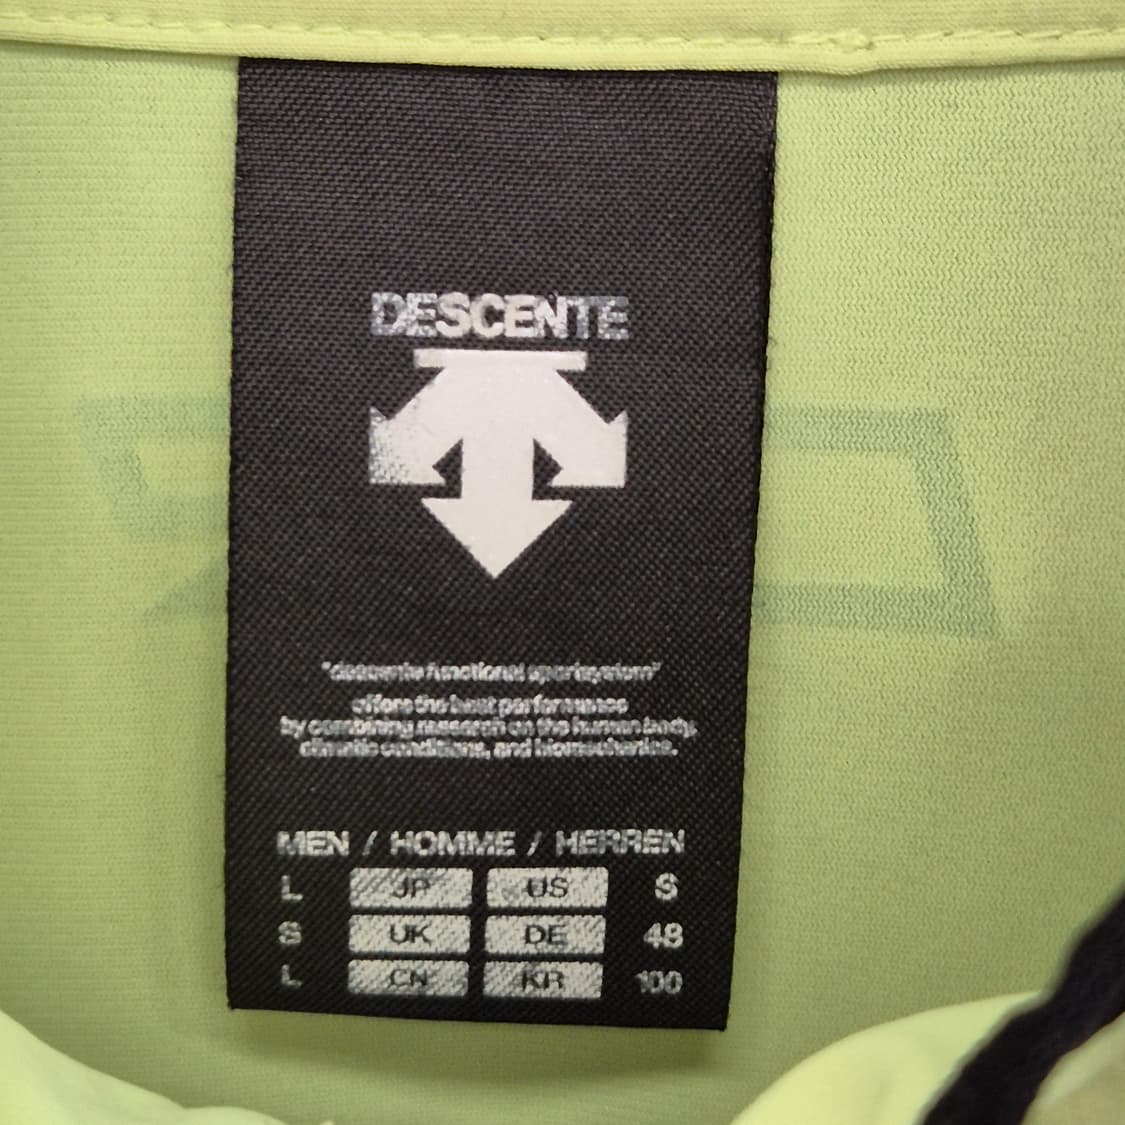 DESCENTE
"descente functional sportsystem"
offers the best performance
by combining research on the human body,
climatic conditions, and biomechanics.
MEN / HOMME / HERREN
L JP US S
S UK DE 48
L CN KR 100